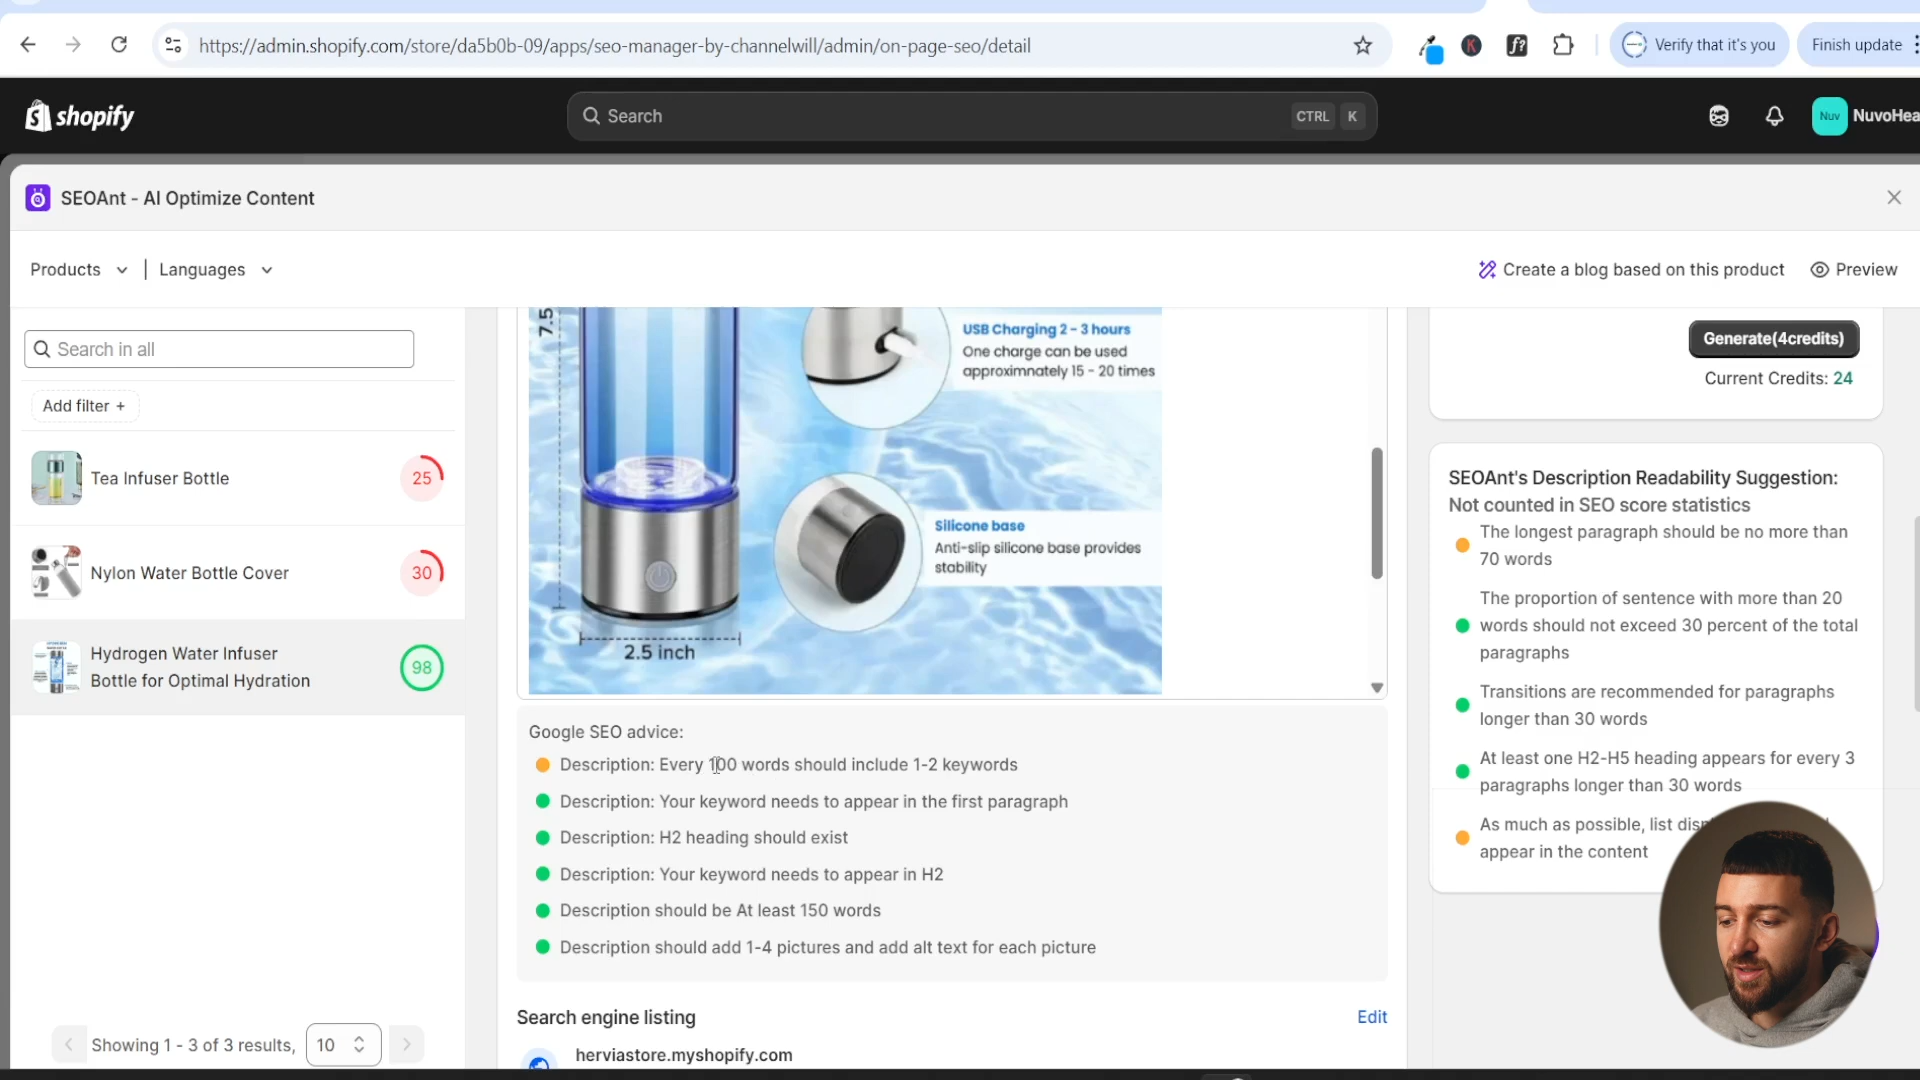 https://admin.shopify.com/store/da5b0b-09/apps/seo-manager-by-channelwill/admin/on-page-seo/detail
Verify that it's you
Finish update
shopify
Search
CTRL K
Nuv
NuvoHea
SEOAnt - AI Optimize Content
Products
Languages
Create a blog based on this product
Preview
Search in all
Add filter +
Tea Infuser Bottle
25
Nylon Water Bottle Cover
30
Hydrogen Water Infuser
Bottle for Optimal Hydration
98
Showing 1 - 3 of 3 results,
10
7.5
USB Charging 2 - 3 hours
One charge can be used
approximnately 15 - 20 times
Silicone base
Anti-slip silicone base provides
stability
2.5 inch
Google SEO advice:
Description: Every 100 words should include 1-2 keywords
Description: Your keyword needs to appear in the first paragraph
Description: H2 heading should exist
Description: Your keyword needs to appear in H2
Description should be At least 150 words
Description should add 1-4 pictures and add alt text for each picture
Search engine listing
Edit
herviastore.myshopify.com
Generate(4credits)
Current Credits: 24
SEOAnt's Description Readability Suggestion:
Not counted in SEO score statistics
The longest paragraph should be no more than
70 words
The proportion of sentence with more than 20
words should not exceed 30 percent of the total
paragraphs
Transitions are recommended for paragraphs
longer than 30 words
At least one H2-H5 heading appears for every 3
paragraphs longer than 30 words
As much as possible, list
appear in the content